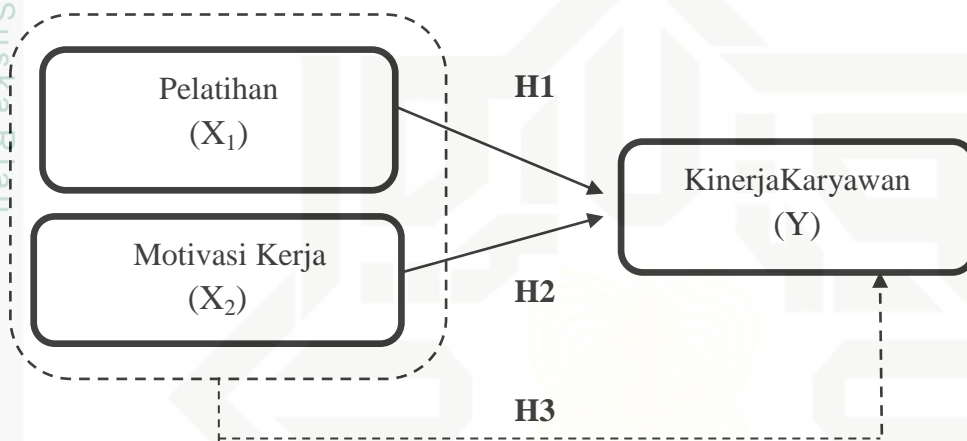 Pelatihan
(X₁)
H1
KinerjaKaryawan
(Y)
Motivasi Kerja
(X₂)
H2
H3